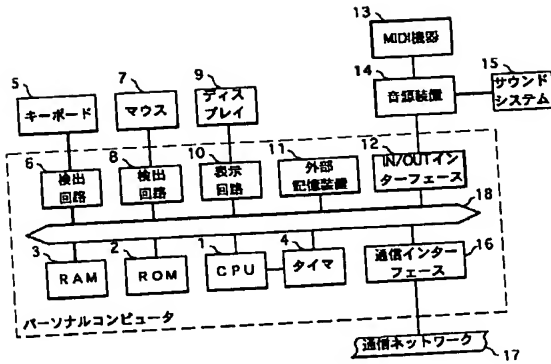 13
MIDI機器
14
音源装置
15
サウンド
システム
5
キーボード
7
マウス
9
ディス
プレイ
6
検出
回路
8
検出
回路
10
表示
回路
11
外部
記憶装置
12
IN/OUTイン
ターフェース
18
3
RAM
2
ROM
1
CPU
4
タイマ
通信インター
フェース
16
パーソナルコンピュータ
通信ネットワーク
17